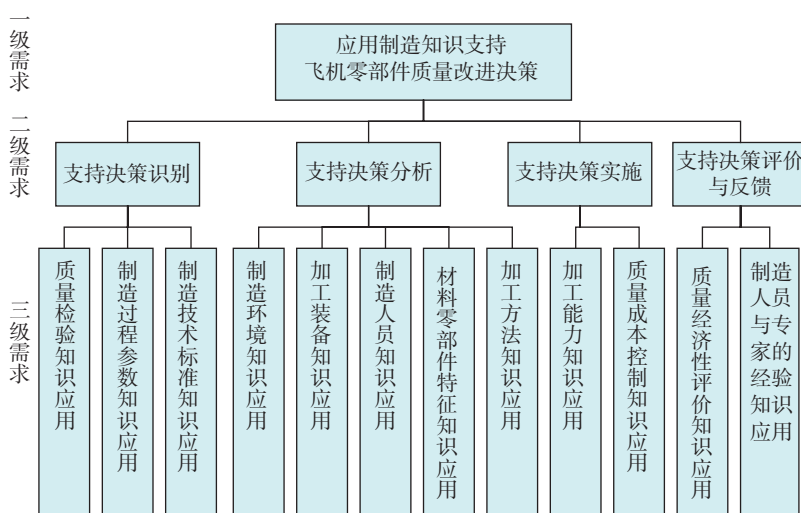 一级需求
应用制造知识支持
飞机零部件质量改进决策
二级需求
支持决策识别
支持决策分析
支持决策实施
支持决策评价
与反馈
三级需求
质量检验知识应用
制造过程参数知识应用
制造技术标准知识应用
制造环境知识应用
加工装备知识应用
制造人员知识应用
材料零部件特征知识应用
加工方法知识应用
加工能力知识应用
质量成本控制知识应用
质量经济性评价知识应用
制造
人员
与专
家的
经验
知识
应用